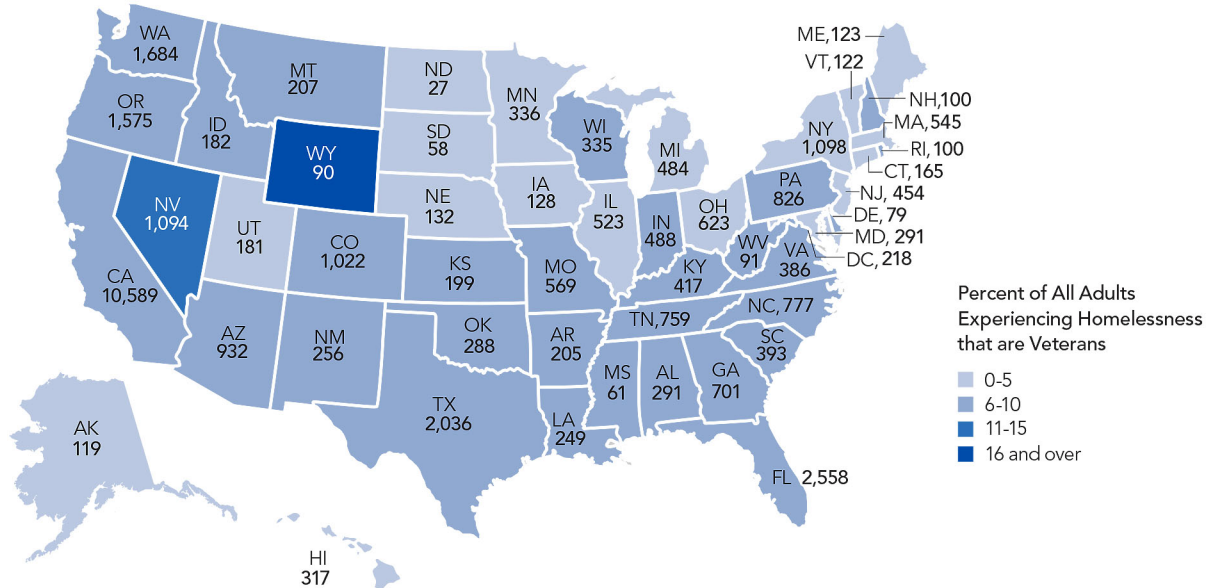 WA
1,684
OR
1,575
CA
10,589
NV
1,094
ID
182
MT
207
WY
90
UT
181
AZ
932
CO
1,022
NM
256
ND
27
SD
58
NE
132
KS
199
OK
288
TX
2,036
MN
336
IA
128
MO
569
AR
205
LA
249
WI
335
IL
523
MI
484
IN
488
OH
623
KY
417
TN,759
MS
61
AL
291
GA
701
FL 2,558
SC
393
NC,777
VA
386
WV
91
PA
826
NY
1,098
ME,123
VT,122
NH,100
MA,545
RI,100
CT,165
NJ, 454
DE, 79
MD, 291
DC, 218
AK
119
HI
317
Percent of All Adults
Experiencing Homelessness
that are Veterans
0-5
6-10
11-15
16 and over